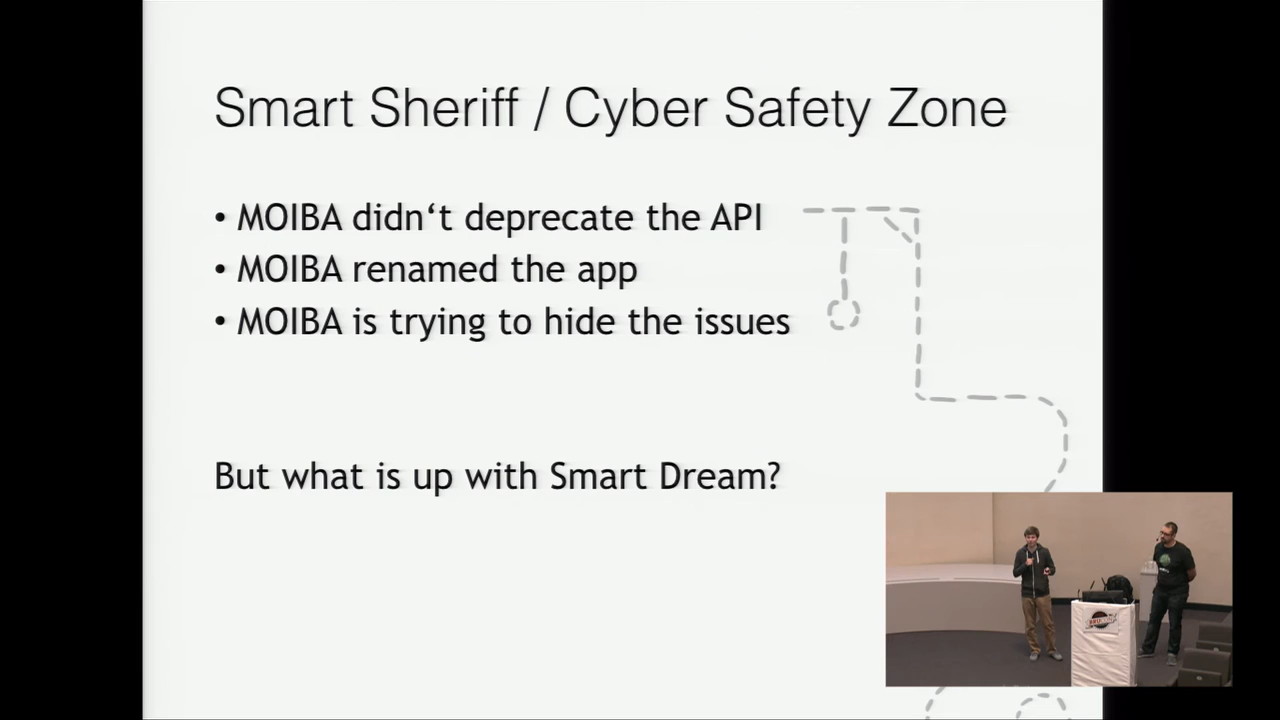 Smart Sheriff / Cyber Safety Zone
• MOIBA didn‘t deprecate the API
• MOIBA renamed the app
• MOIBA is trying to hide the issues
But what is up with Smart Dream?